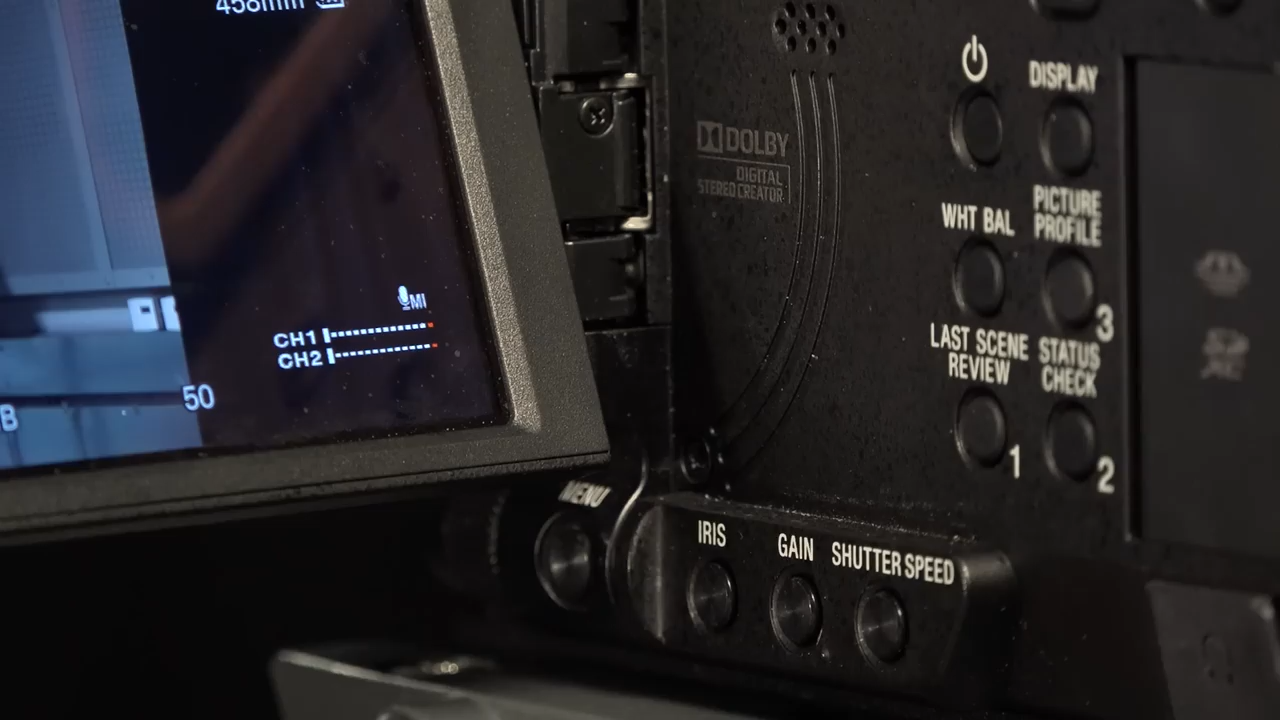 458mm
MI
CH1
CH2
50
B
DOLBY
DIGITAL
STEREO CREATOR
DISPLAY
WHT BAL
PICTURE
PROFILE
3
LAST SCENE
REVIEW
1
STATUS
CHECK
2
MENU
IRIS
GAIN
SHUTTER SPEED